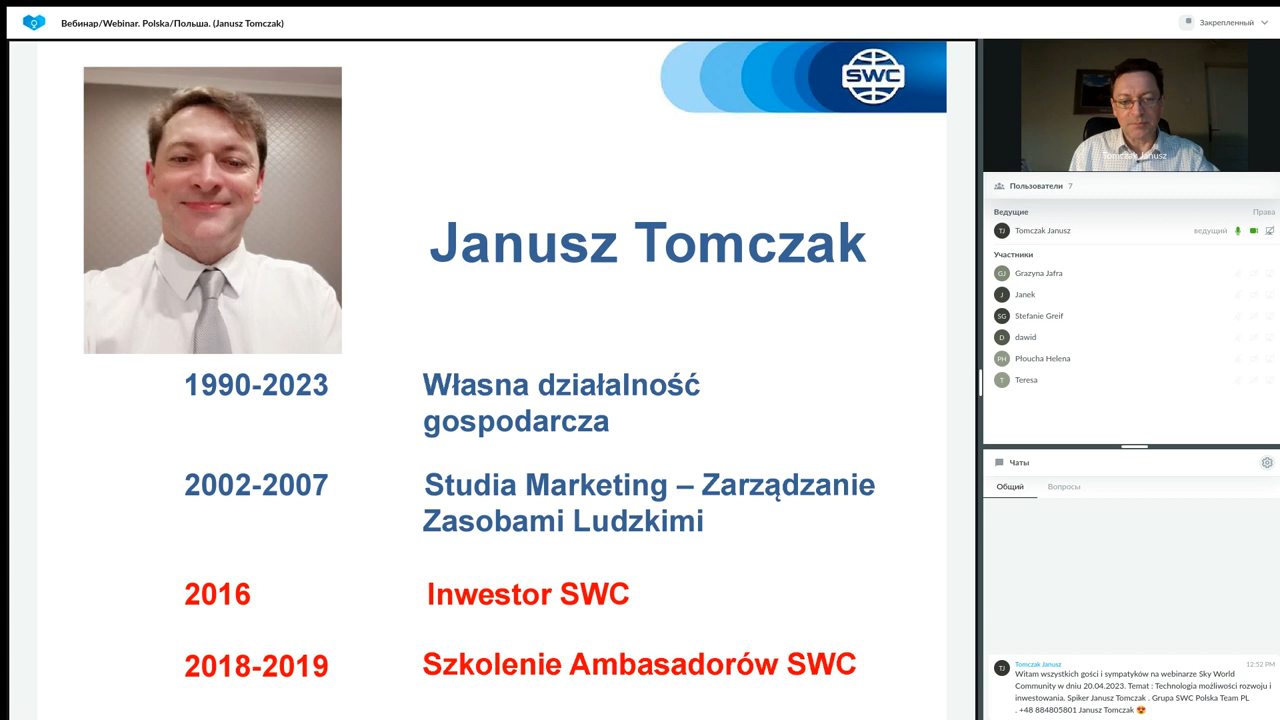 Вебинар/Webinar. Polska/Польша. (Janusz Tomczak)
Закрепленный
SWC
Janusz Tomczak
1990-2023 Własna działalność
gospodarcza
2002-2007 Studia Marketing – Zarządzanie
Zasobami Ludzkimi
2016 Inwestor SWC
2018-2019 Szkolenie Ambasadorów SWC
Tomczak Janusz
Пользователи 7
Ведущие Права
TJ Tomczak Janusz ведущий
Участники
GJ Grazyna Jafra
J Janek
SG Stefanie Greif
D dawid
PH Płoucha Helena
T Teresa
Чаты
Общий Вопросы
TJ Tomczak Janusz 12:52 PM
Witam wszystkich gości i sympatyków na webinarze Sky World
Community w dniu 20.04.2023. Temat : Technologia możliwości rozwoju i
inwestowania. Spiker Janusz Tomczak . Grupa SWC Polska Team PL
. +48 884805801 Janusz Tomczak 😍